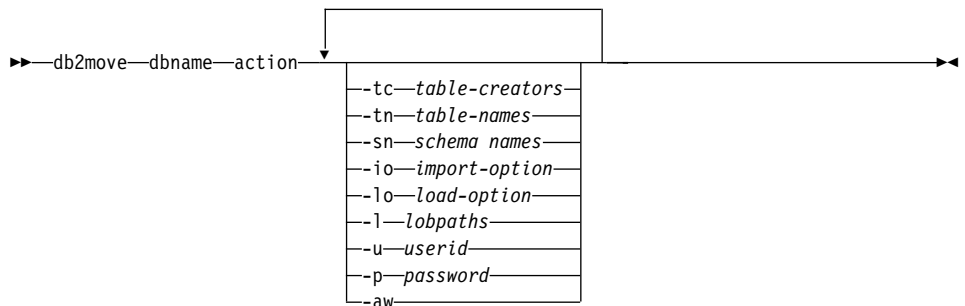 db2move dbname action
-tc table-creators
-tn table-names
-sn schema names
-io import-option
-lo load-option
-l lobpaths
-u userid
-p password
-aw